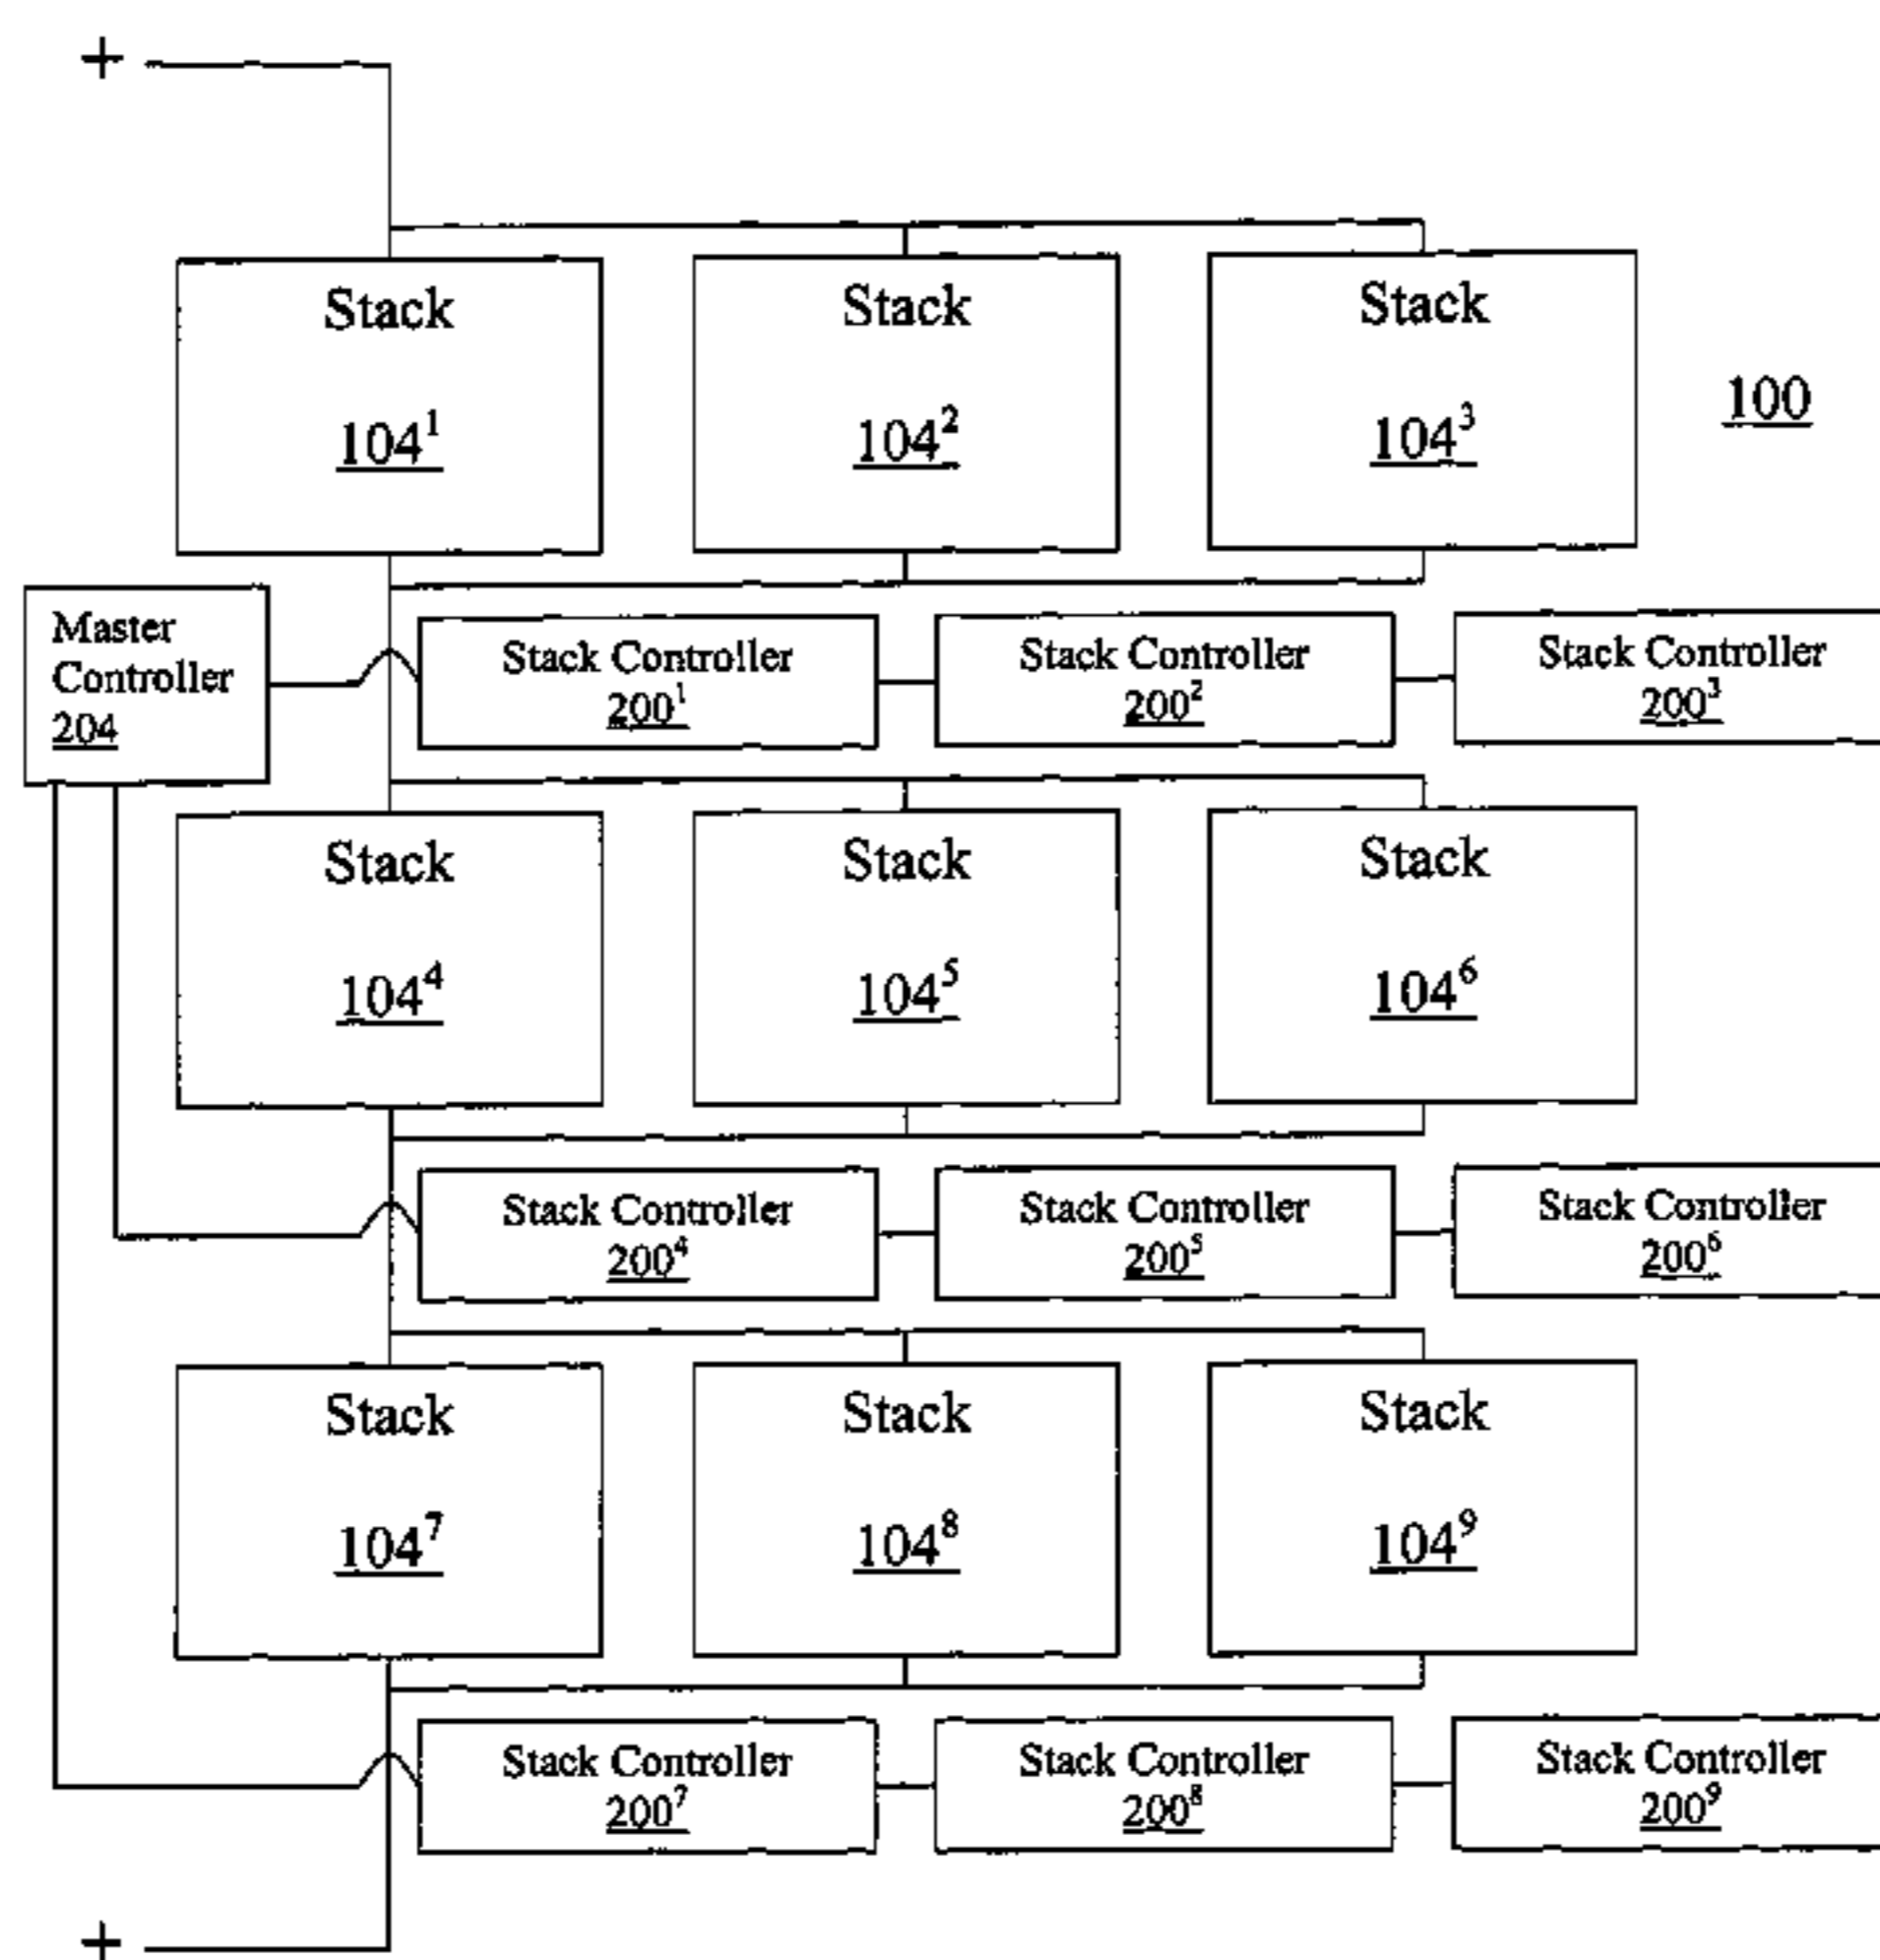 +
Stack
Stack
Stack
104¹
104²
104³
100
Master
Controller
204
Stack Controller
200¹
Stack Controller
200²
Stack Controller
200³
Stack
Stack
Stack
104⁴
104⁵
104⁶
Stack Controller
200⁴
Stack Controller
200⁵
Stack Controller
200⁶
Stack
Stack
Stack
104⁷
104⁸
104⁹
Stack Controller
200⁷
Stack Controller
200⁸
Stack Controller
200⁹
+